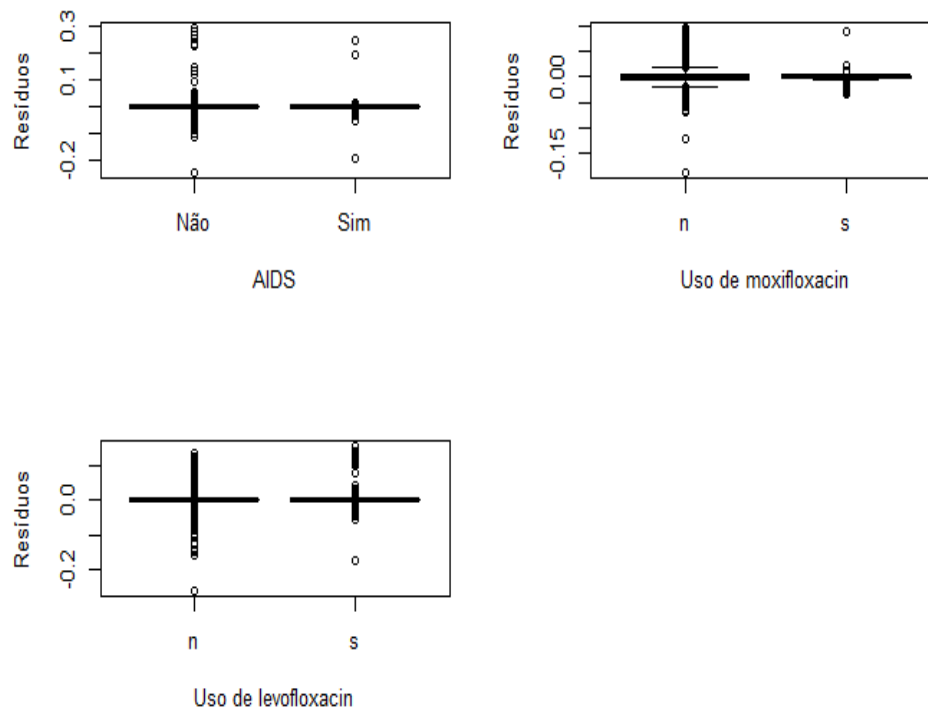 0.3
0.1
-0.2
Resíduos
Não
Sim
AIDS
0.00
-0.15
Resíduos
n
s
Uso de moxifloxacin
0.0
-0.2
Resíduos
n
s
Uso de levofloxacin